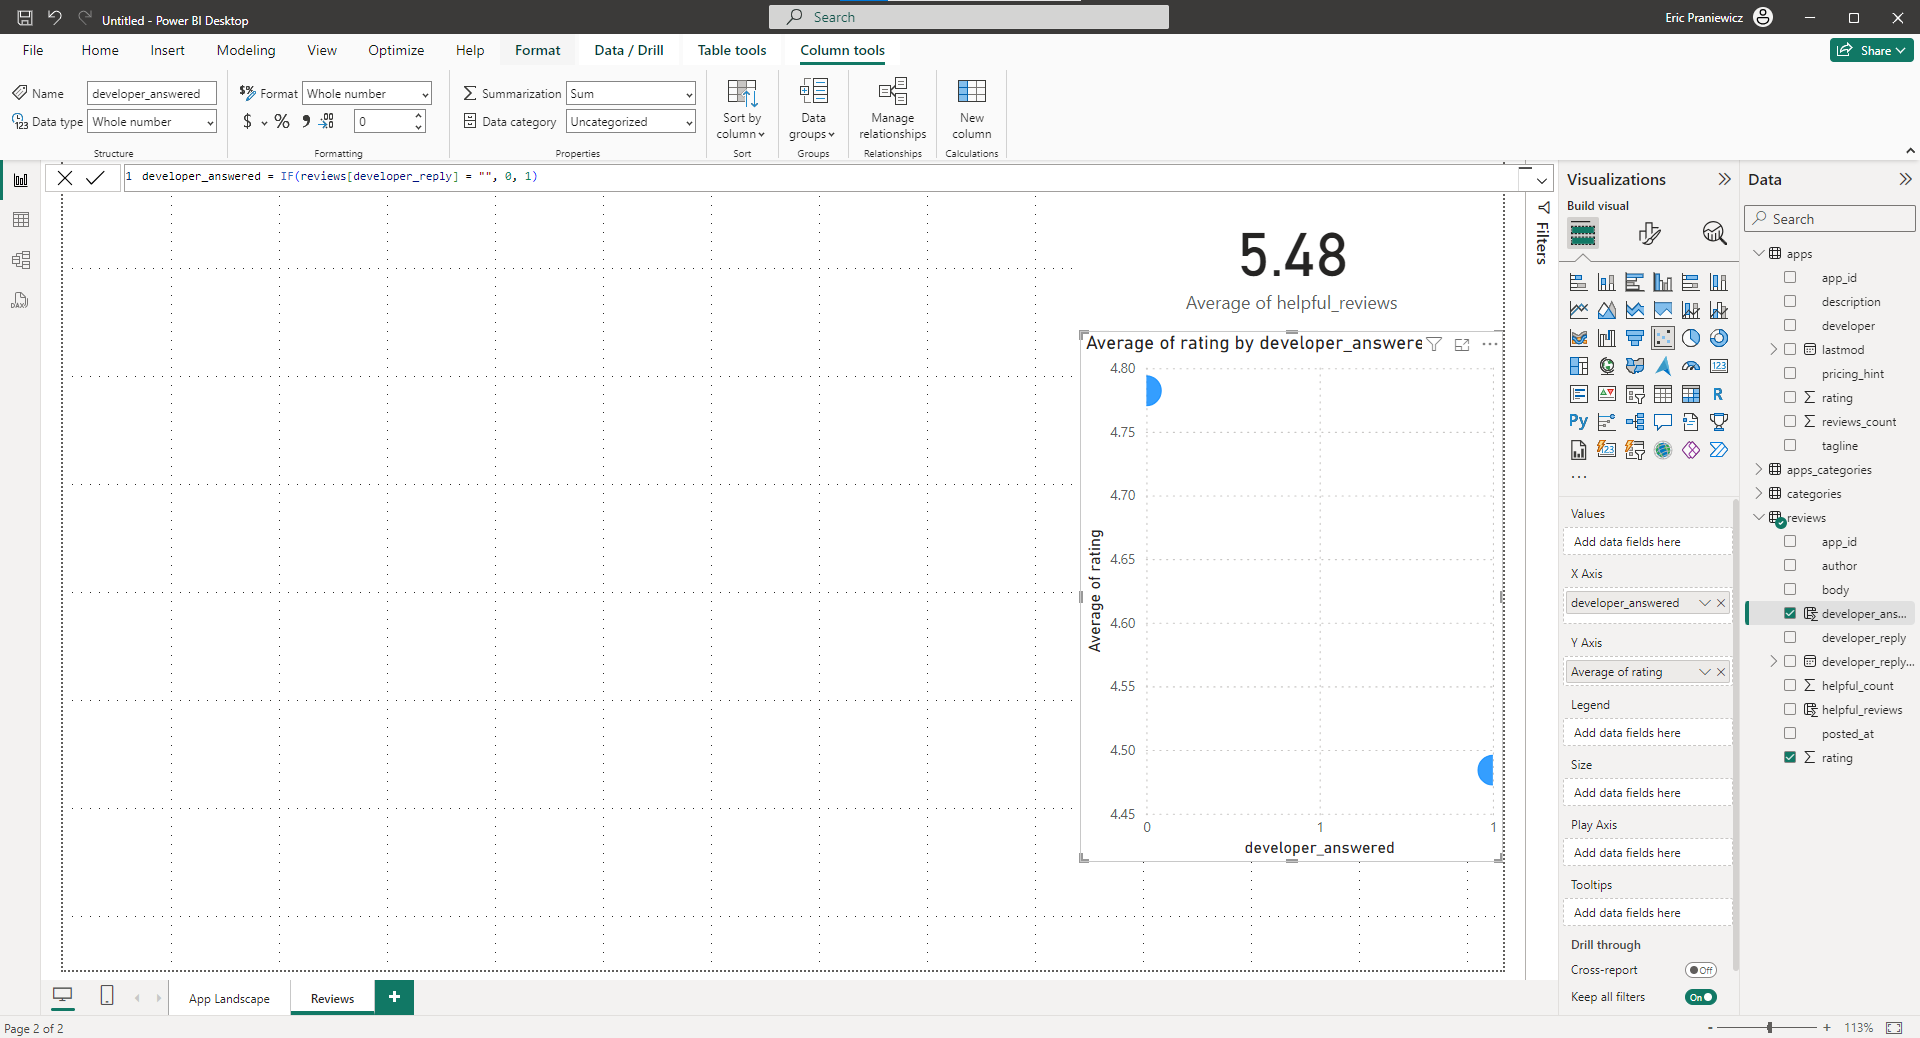 Untitled - Power BI Desktop
Search
Eric Praniewicz
File
Home
Insert
Modeling
View
Optimize
Help
Format
Data / Drill
Table tools
Column tools
Share
Name
developer_answered
Data type
Whole number
Structure
Format
Whole number
$
%
0
Formatting
Summarization
Sum
Data category
Uncategorized
Properties
Sort by
column
Sort
Data
groups
Groups
Manage
relationships
Relationships
New
column
Calculations
1 developer_answered = IF(reviews[developer_reply] = "", 0, 1)
5.48
Average of helpful_reviews
Average of rating by developer_answere
4.80
4.75
4.70
4.65
4.60
4.55
4.50
4.45
Average of rating
0
1
1
developer_answered
Filters
Visualizations
Build visual
123
R
Py
Values
Add data fields here
X Axis
developer_answered
Y Axis
Average of rating
Legend
Add data fields here
Size
Add data fields here
Play Axis
Add data fields here
Tooltips
Add data fields here
Drill through
Cross-report
Off
Keep all filters
On
Data
Search
apps
app_id
description
developer
lastmod
pricing_hint
rating
reviews_count
tagline
apps_categories
categories
reviews
app_id
author
body
developer_ans...
developer_reply
developer_reply...
helpful_count
helpful_reviews
posted_at
rating
App Landscape
Reviews
+
Page 2 of 2
-
+
113%